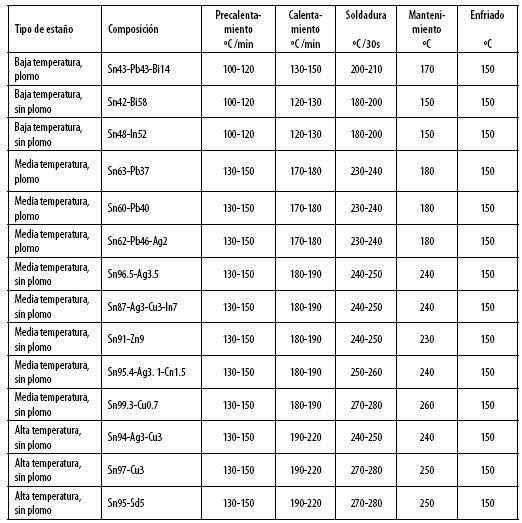 Tipo de estaño | Composición | Precalenta-miento ºC /min | Calenta-miento ºC /min | Soldadura ºC /30s | Manteni-miento ºC | Enfriado ºC
Baja temperatura, plomo | Sn43-Pb43-Bi14 | 100-120 | 130-150 | 200-210 | 170 | 150
Baja temperatura, sin plomo | Sn42-Bi58 | 100-120 | 120-130 | 180-200 | 150 | 150
Baja temperatura, sin plomo | Sn48-In52 | 100-120 | 120-130 | 180-200 | 150 | 150
Media temperatura, plomo | Sn63-Pb37 | 130-150 | 170-180 | 230-240 | 180 | 150
Media temperatura, plomo | Sn60-Pb40 | 130-150 | 170-180 | 230-240 | 180 | 150
Media temperatura, plomo | Sn62-Pb46-Ag2 | 130-150 | 170-180 | 230-240 | 180 | 150
Media temperatura, sin plomo | Sn96.5-Ag3.5 | 130-150 | 180-190 | 240-250 | 240 | 150
Media temperatura, sin plomo | Sn87-Ag3-Cu3-In7 | 130-150 | 180-190 | 240-250 | 240 | 150
Media temperatura, sin plomo | Sn91-Zn9 | 130-150 | 180-190 | 240-250 | 230 | 150
Media temperatura, sin plomo | Sn95.4-Ag3. 1-Cn1.5 | 130-150 | 180-190 | 250-260 | 240 | 150
Media temperatura, sin plomo | Sn99.3-Cu0.7 | 130-150 | 180-190 | 270-280 | 260 | 150
Alta temperatura, sin plomo | Sn94-Ag3-Cu3 | 130-150 | 190-220 | 240-250 | 240 | 150
Alta temperatura, sin plomo | Sn97-Cu3 | 130-150 | 190-220 | 270-280 | 250 | 150
Alta temperatura, sin plomo | Sn95-Sd5 | 130-150 | 190-220 | 270-280 | 250 | 150